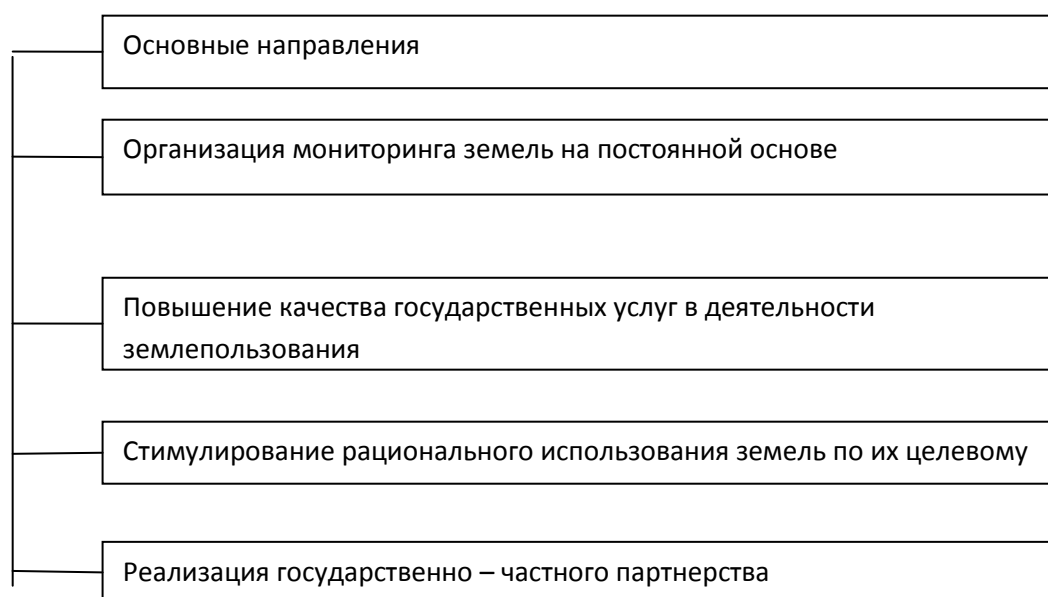 Основные направления
Организация мониторинга земель на постоянной основе
Повышение качества государственных услуг в деятельности
землепользования
Стимулирование рационального использования земель по их целевому
Реализация государственно – частного партнерства